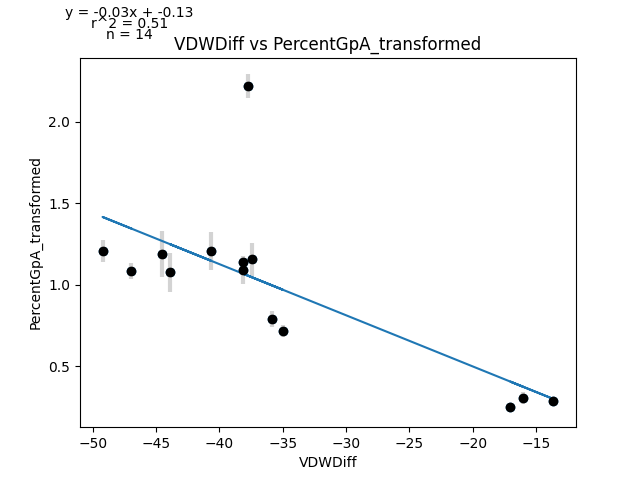 y = -0.03x + -0.13
r^2 = 0.51
n = 14
VDWDiff vs PercentGpA_transformed
PercentGpA_transformed
2.0
1.5
1.0
0.5
−50 −45 −40 −35 −30 −25 −20 −15
VDWDiff